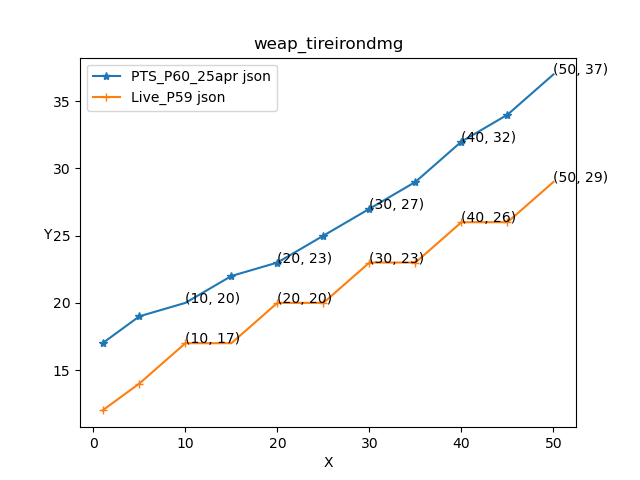 weap_tireirondmg
PTS_P60_25apr json
Live_P59 json
(50, 37)
(40, 32)
(30, 27)
(20, 23)
(10, 20)
(50, 29)
(40, 26)
(30, 23)
(20, 20)
(10, 17)
Y
35
30
25
20
15
0 10 20 30 40 50
X